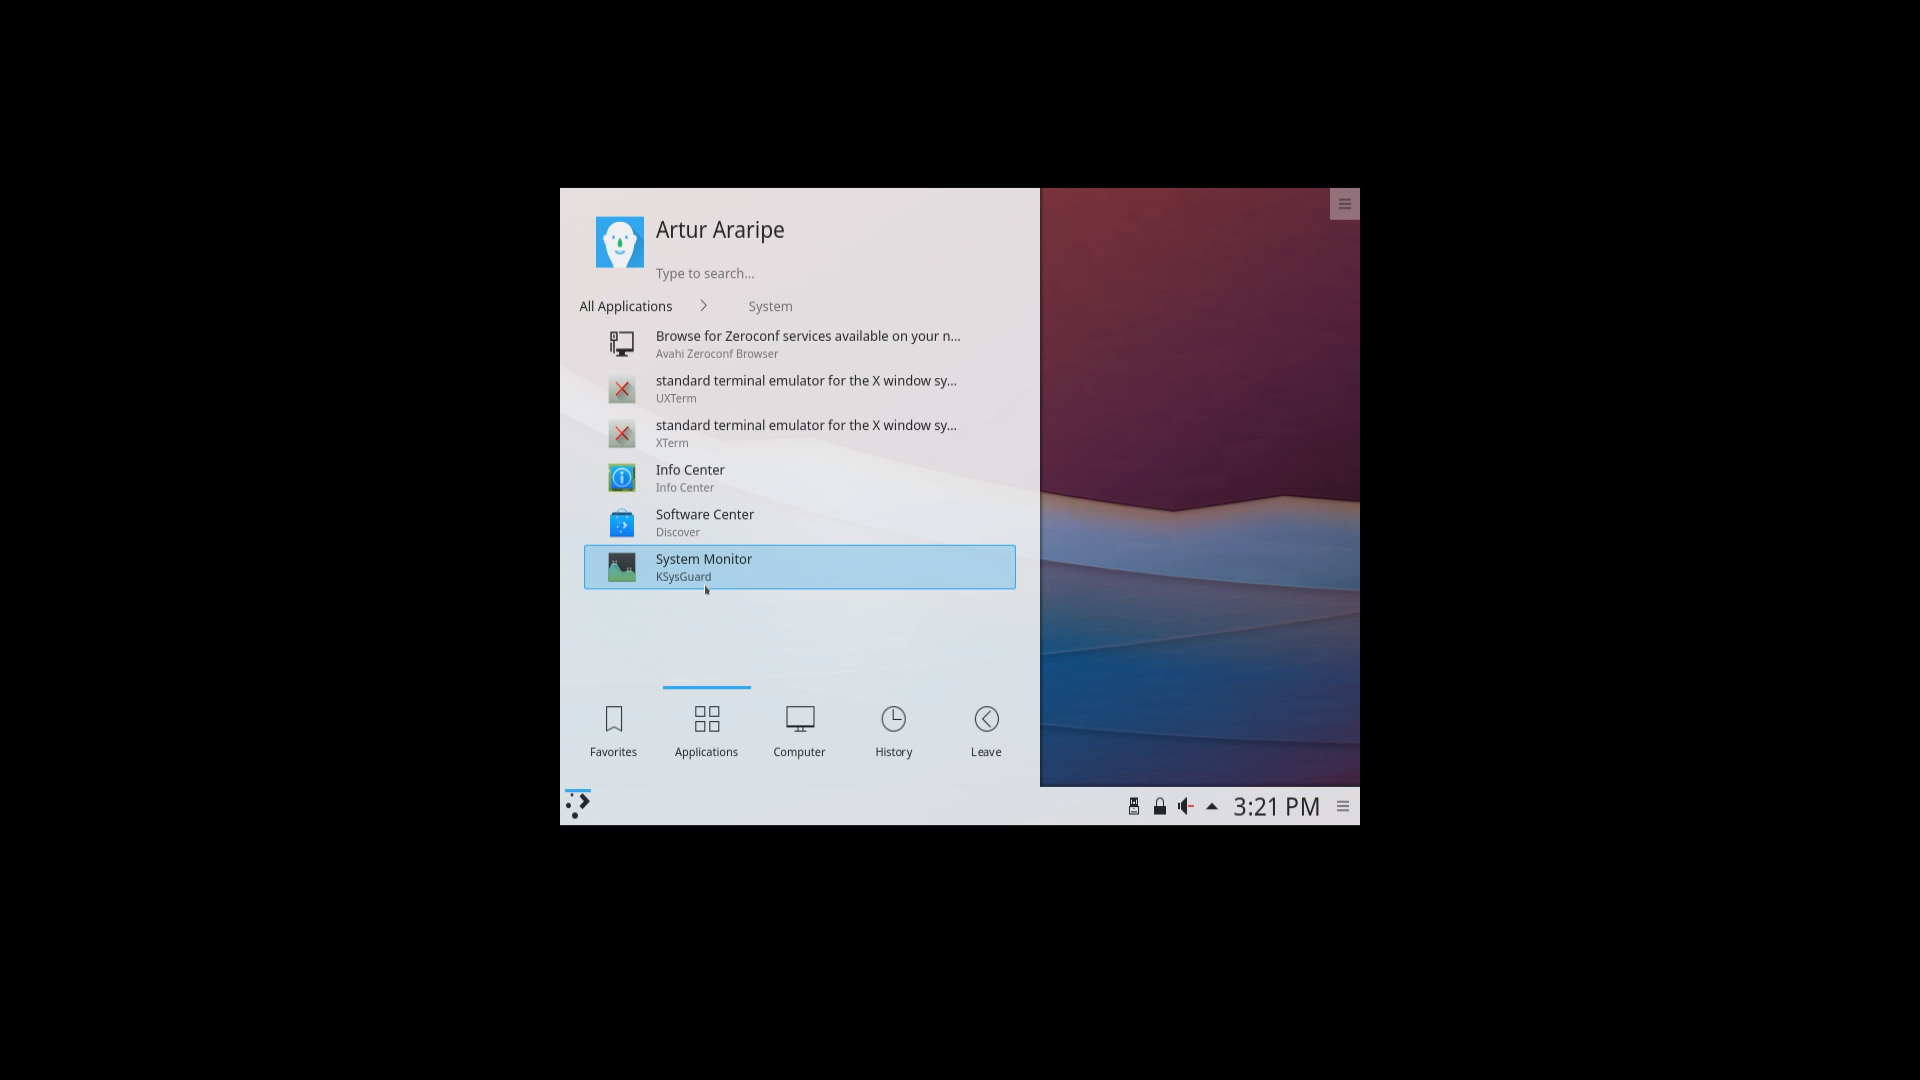 Artur Araripe
Type to search...
All Applications
System
Browse for Zeroconf services available on your n...
Avahi Zeroconf Browser
standard terminal emulator for the X window sy...
UXTerm
standard terminal emulator for the X window sy...
XTerm
Info Center
Info Center
Software Center
Discover
System Monitor
KSysGuard
Favorites
Applications
Computer
History
Leave
3:21 PM